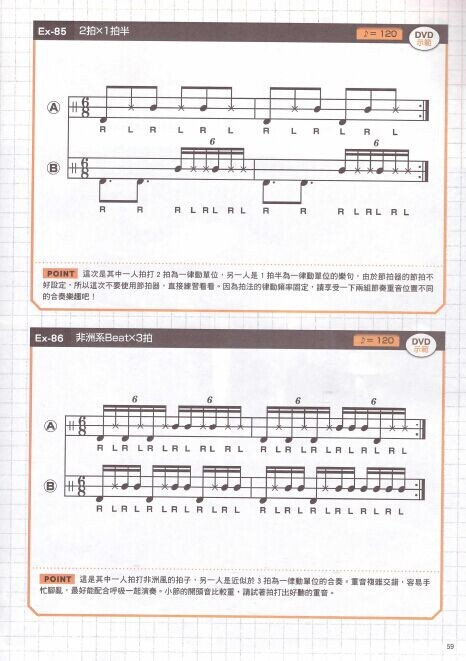 Ex-85 2拍×1拍半 ♪=120 DVD 示範
A 6/8
R L R L R L R L R L R L
B 6/8 6 6
R R R L R L R L R R R L R L R L
POINT 這次是其中一人拍打2拍為一律動單位，另一人是1拍半為一律動單位的樂句，由於節拍器的節拍不
好設定，所以這次不要使用節拍器，直接練習看看。因為拍法的律動頻率固定，請享受一下兩組節奏重音位置不同
的合奏樂趣吧！
Ex-86 非洲系Beat×3拍 ♪=120 DVD 示範
6 6 6 6
A 6/8
R L R L R L R L R L R L R L R L R L R L R L R L
B 6/8
R L R L R L R L R L R L R L R L R L R L R L R L
POINT 這是其中一人拍打非洲風的拍子，另一人是近似於3拍為一律動單位的合奏。重音複雜交錯，容易手
忙腳亂，最好能配合呼吸一起演奏。小節的開頭音比較重，請試著拍打出好聽的重音。
59